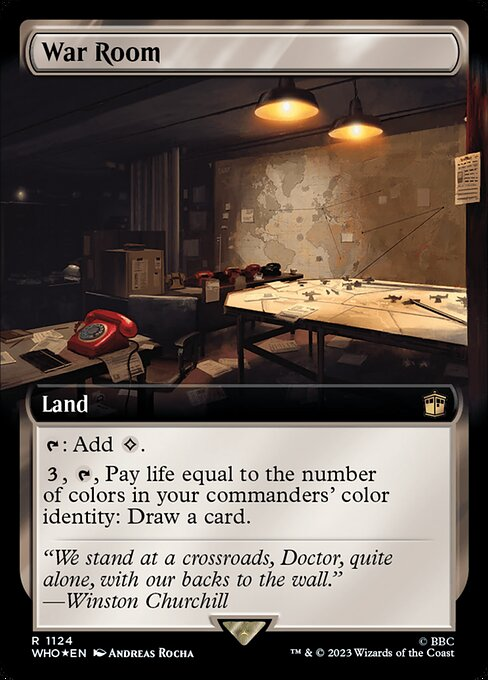 War Room
Land
: Add .
3, , Pay life equal to the number
of colors in your commanders’ color
identity: Draw a card.
“We stand at a crossroads, Doctor, quite
alone, with our backs to the wall.”
—Winston Churchill
R 1124
WHO★EN Andreas Rocha
© BBC
™ & © 2023 Wizards of the Coast